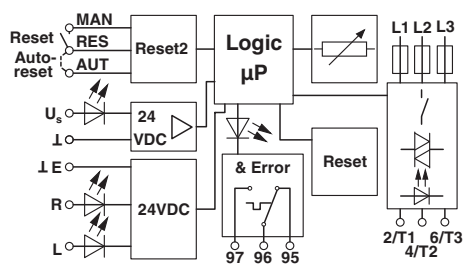 MAN
L1 L2 L3
Reset
RES
Reset2
Logic
µP
Auto-
reset
AUT
Us
24
VDC
⊥
⊥ E
& Error
Reset
R
24VDC
2/T1 6/T3
4/T2
L
97 96 95